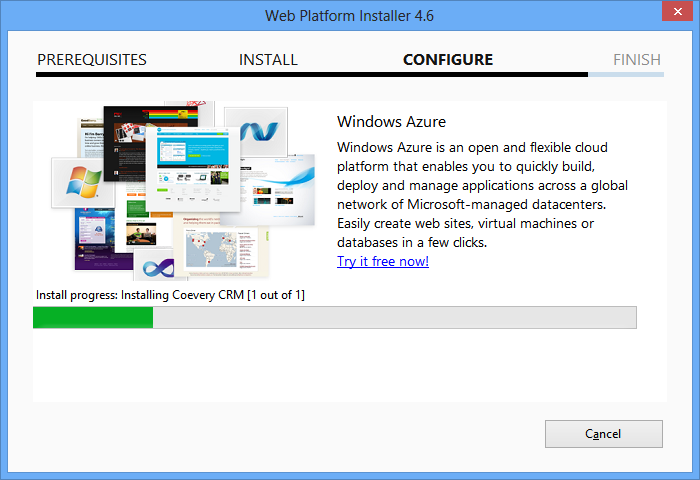 Web Platform Installer 4.6
PREREQUISITES INSTALL CONFIGURE FINISH
Windows Azure
Windows Azure is an open and flexible cloud
platform that enables you to quickly build,
deploy and manage applications across a global
network of Microsoft-managed datacenters.
Easily create web sites, virtual machines or
databases in a few clicks.
Try it free now!
Install progress: Installing Coevery CRM [1 out of 1]
Cancel